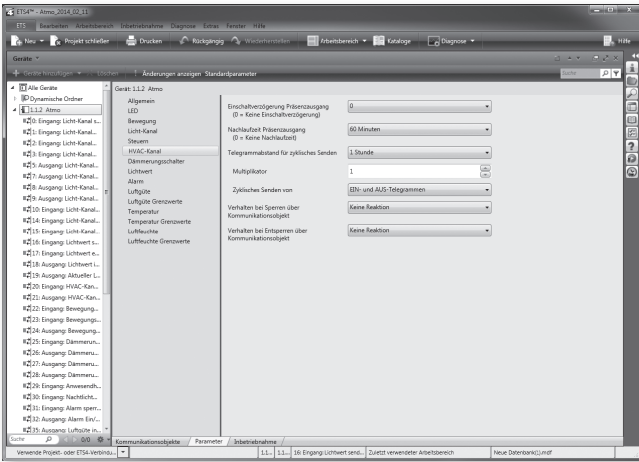 ETS4™ - Atmo_2014_02_11
ETS Bearbeiten Arbeitsbereich Inbetriebnahme Diagnose Extras Fenster Hilfe
Neu Projekt schließen Drucken Rückgängig Wiederherstellen Arbeitsbereich Kataloge Diagnose Hilfe
Geräte
Geräte hinzufügen Löschen Änderungen anzeigen Standardparameter Suche
Alle Geräte
Dynamische Ordner
1.1.2 Atmo
0: Eingang: Licht-Kanal s...
1: Eingang: Licht-Kanal...
2: Eingang: Licht-Kanal...
3: Eingang: Licht-Kanal...
5: Ausgang: Licht-Kanal...
7: Ausgang: Licht-Kanal...
8: Ausgang: Licht-Kanal...
9: Ausgang: Licht-Kanal...
10: Eingang: Licht-Kanal...
14: Eingang: Licht-Kanal...
15: Eingang: Licht-Kanal...
16: Eingang: Lichtwert s...
17: Eingang: Lichtwert e...
18: Ausgang: Lichtwert i...
19: Ausgang: Aktueller L...
20: Eingang: HVAC-Kan...
21: Ausgang: HVAC-Kan...
22: Ausgang: Bewegung...
23: Eingang: Bewegungs...
24: Ausgang: Bewegung...
25: Eingang: Dämmerun...
26: Ausgang: Dämmeru...
27: Ausgang: Dämmeru...
28: Ausgang: Dämmeru...
29: Eingang: Anwesendh...
30: Eingang: Nachtlicht...
31: Eingang: Alarm sperr...
32: Ausgang: Alarm Ein/...
35: Ausgang: Luftgüte in...
Suche 0/0
Gerät: 1.1.2 Atmo
Allgemein
LED
Bewegung
Licht-Kanal
Steuern
HVAC-Kanal
Dämmerungsschalter
Lichtwert
Alarm
Luftgüte
Luftgüte Grenzwerte
Temperatur
Temperatur Grenzwerte
Luftfeuchte
Luftfeuchte Grenzwerte
Einschaltverzögerung Präsenzausgang 0
(0 = Keine Einschaltverzögerung)
Nachlaufzeit Präsenzausgang 60 Minuten
(0 = Keine Nachlaufzeit)
Telegrammabstand für zyklisches Senden 1 Stunde
Multiplikator 1
Zyklisches Senden von EIN- und AUS-Telegrammen
Verhalten bei Sperren über Keine Reaktion
Kommunikationsobjekt
Verhalten bei Entsperren über Keine Reaktion
Kommunikationsobjekt
Kommunikationsobjekte Parameter Inbetriebnahme
Verwende Projekt- oder ETS4-Verbindu... 1.1... 1.1... 16: Eingang: Lichtwert send... Zuletzt verwendeter Arbeitsbereich Neue Datenbank(1).mdf